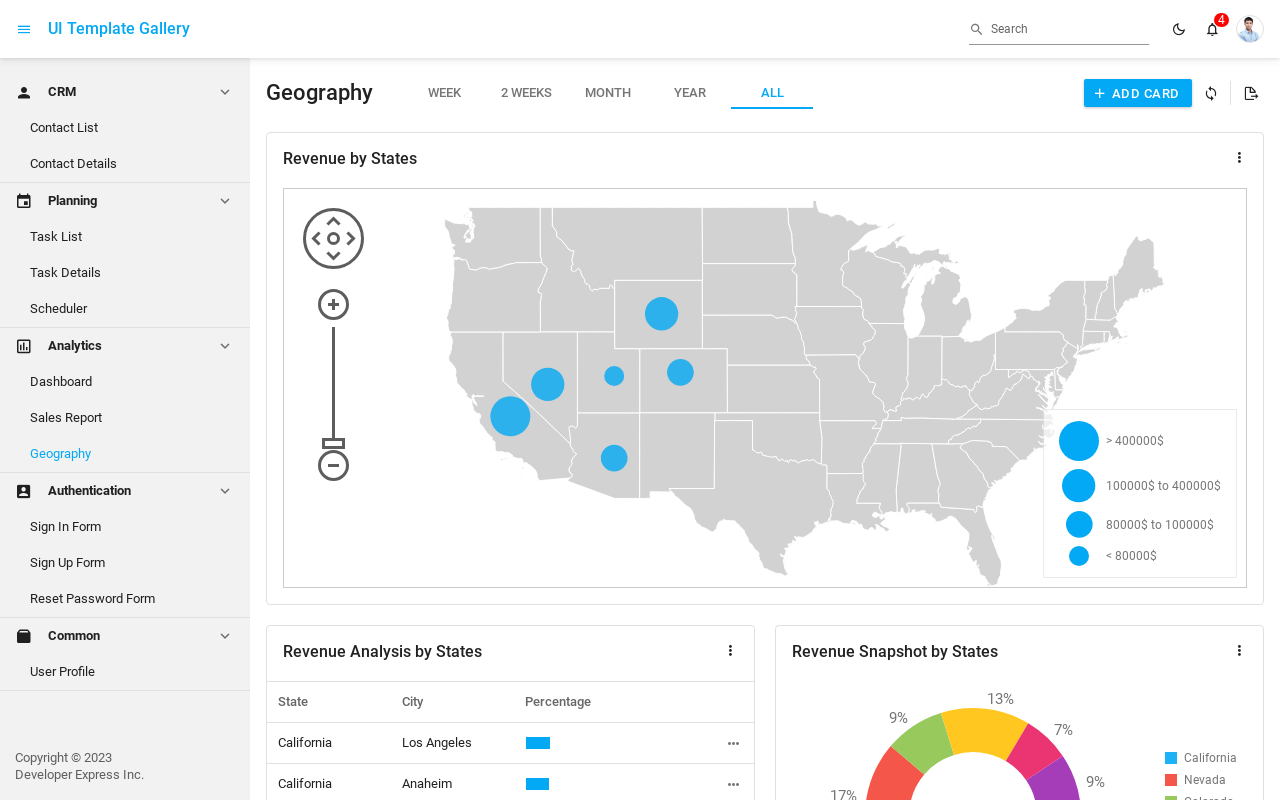 UI Template Gallery
Search
4
CRM
Contact List
Contact Details
Planning
Task List
Task Details
Scheduler
Analytics
Dashboard
Sales Report
Geography
Authentication
Sign In Form
Sign Up Form
Reset Password Form
Common
User Profile
Copyright © 2023
Developer Express Inc.
Geography
WEEK
2 WEEKS
MONTH
YEAR
ALL
ADD CARD
Revenue by States
> 400000$
100000$ to 400000$
80000$ to 100000$
< 80000$
Revenue Analysis by States
State City Percentage
California Los Angeles
California Anaheim
Revenue Snapshot by States
13%
9%
7%
9%
17%
California
Nevada
Colorado